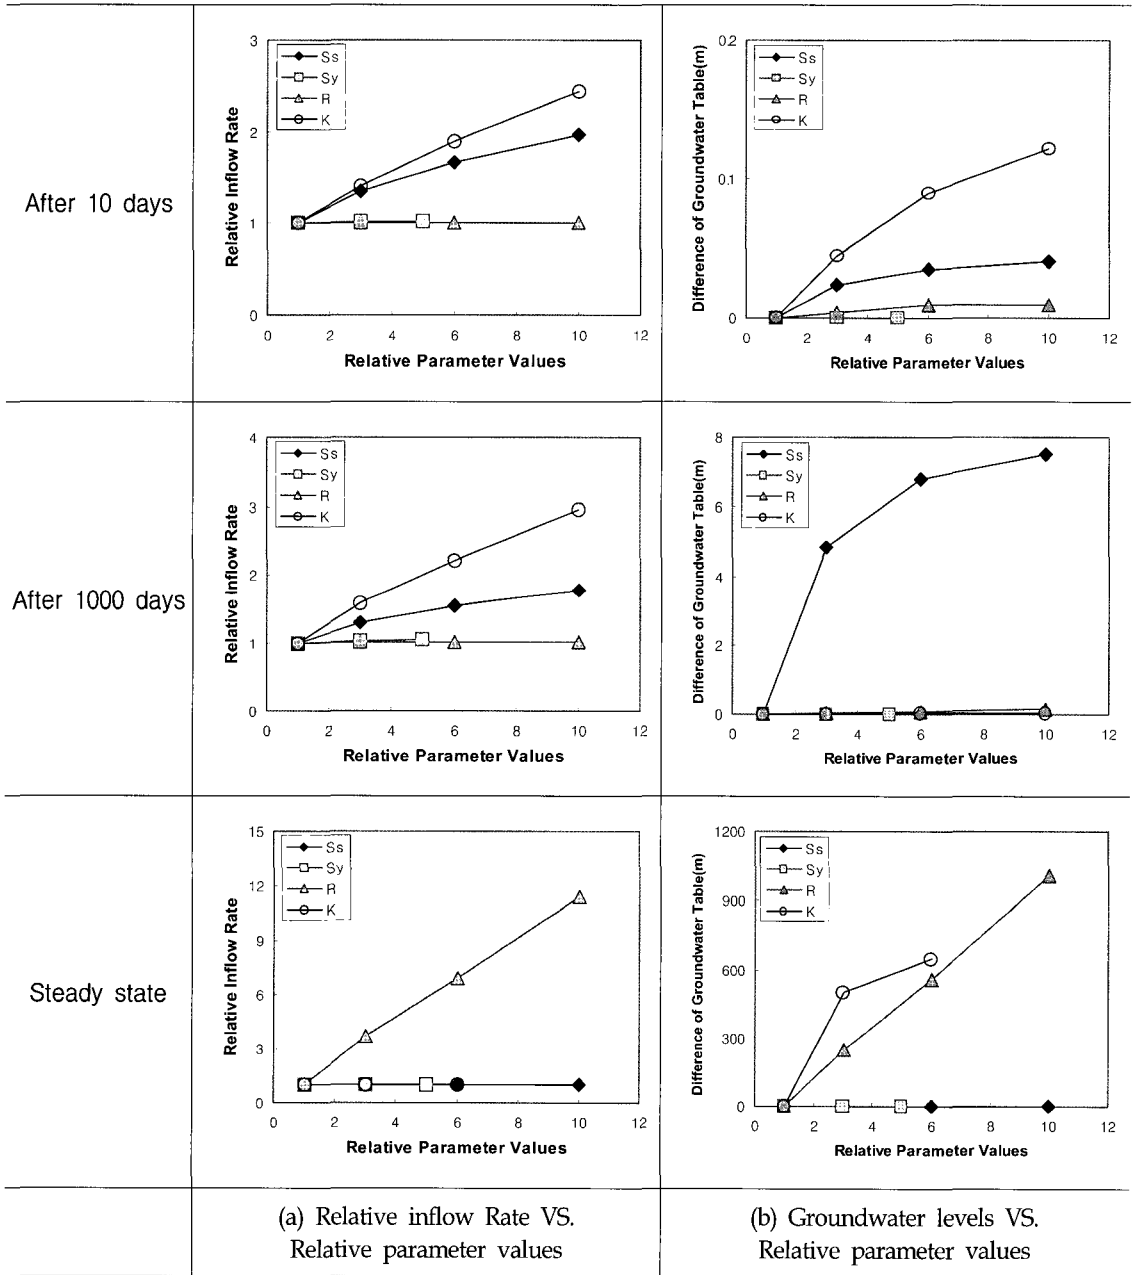 After 10 days
3
2
1
0
Relative Inflow Rate
Ss
Sy
R
K
0 2 4 6 8 10 12
Relative Parameter Values
0.2
0.1
0
Difference of Groundwater Table(m)
Ss
Sy
R
K
0 2 4 6 8 10 12
Relative Parameter Values
After 1000 days
4
3
2
1
0
Relative Inflow Rate
Ss
Sy
R
K
0 2 4 6 8 10 12
Relative Parameter Values
8
6
4
2
0
Difference of Groundwater Table(m)
Ss
Sy
R
K
0 2 4 6 8 10 12
Relative Parameter Values
Steady state
15
12
9
6
3
0
Relative Inflow Rate
Ss
Sy
R
K
0 2 4 6 8 10 12
Relative Parameter Values
1200
1000
600
300
0
Difference of Groundwater Table(m)
Ss
Sy
R
K
0 2 4 6 8 10 12
Relative Parameter Values
(a) Relative inflow Rate VS.
Relative parameter values
(b) Groundwater levels VS.
Relative parameter values